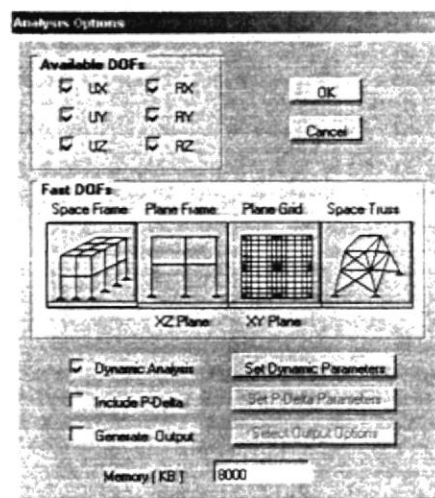 Analysis Options
Available DOFs
UX RX
UY RY
UZ RZ
OK
Cancel
Fast DOFs
Space Frame Plane Frame Plane Grid Space Truss
XZ Plane XY Plane
Dynamic Analysis Set Dynamic Parameters
Include P-Delta Set P-Delta Parameters
Generate Output Select Output Options
Memory [ KB ] 8000